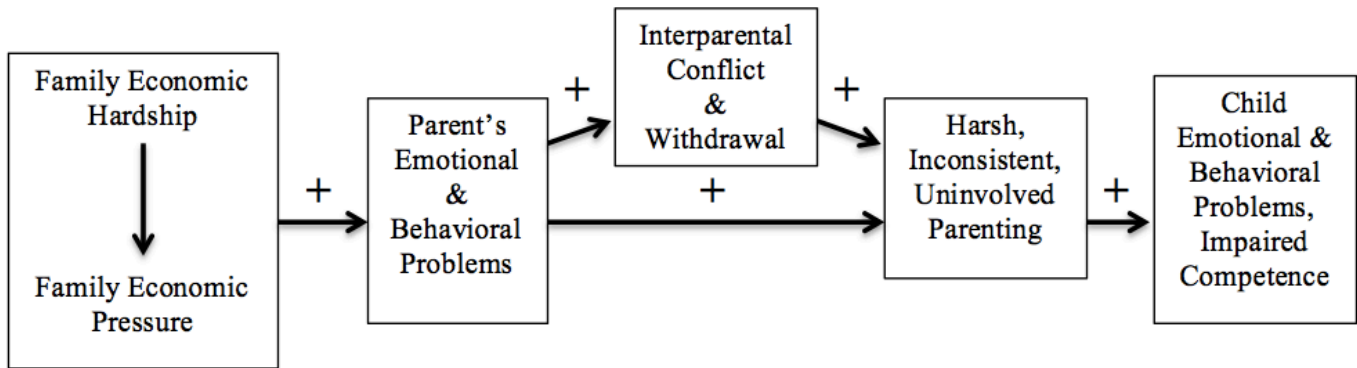 Family Economic
Hardship
Family Economic
Pressure
+
Parent's
Emotional
&
Behavioral
Problems
+
Interparental
Conflict
&
Withdrawal
+
+
Harsh,
Inconsistent,
Uninvolved
Parenting
+
Child
Emotional &
Behavioral
Problems,
Impaired
Competence